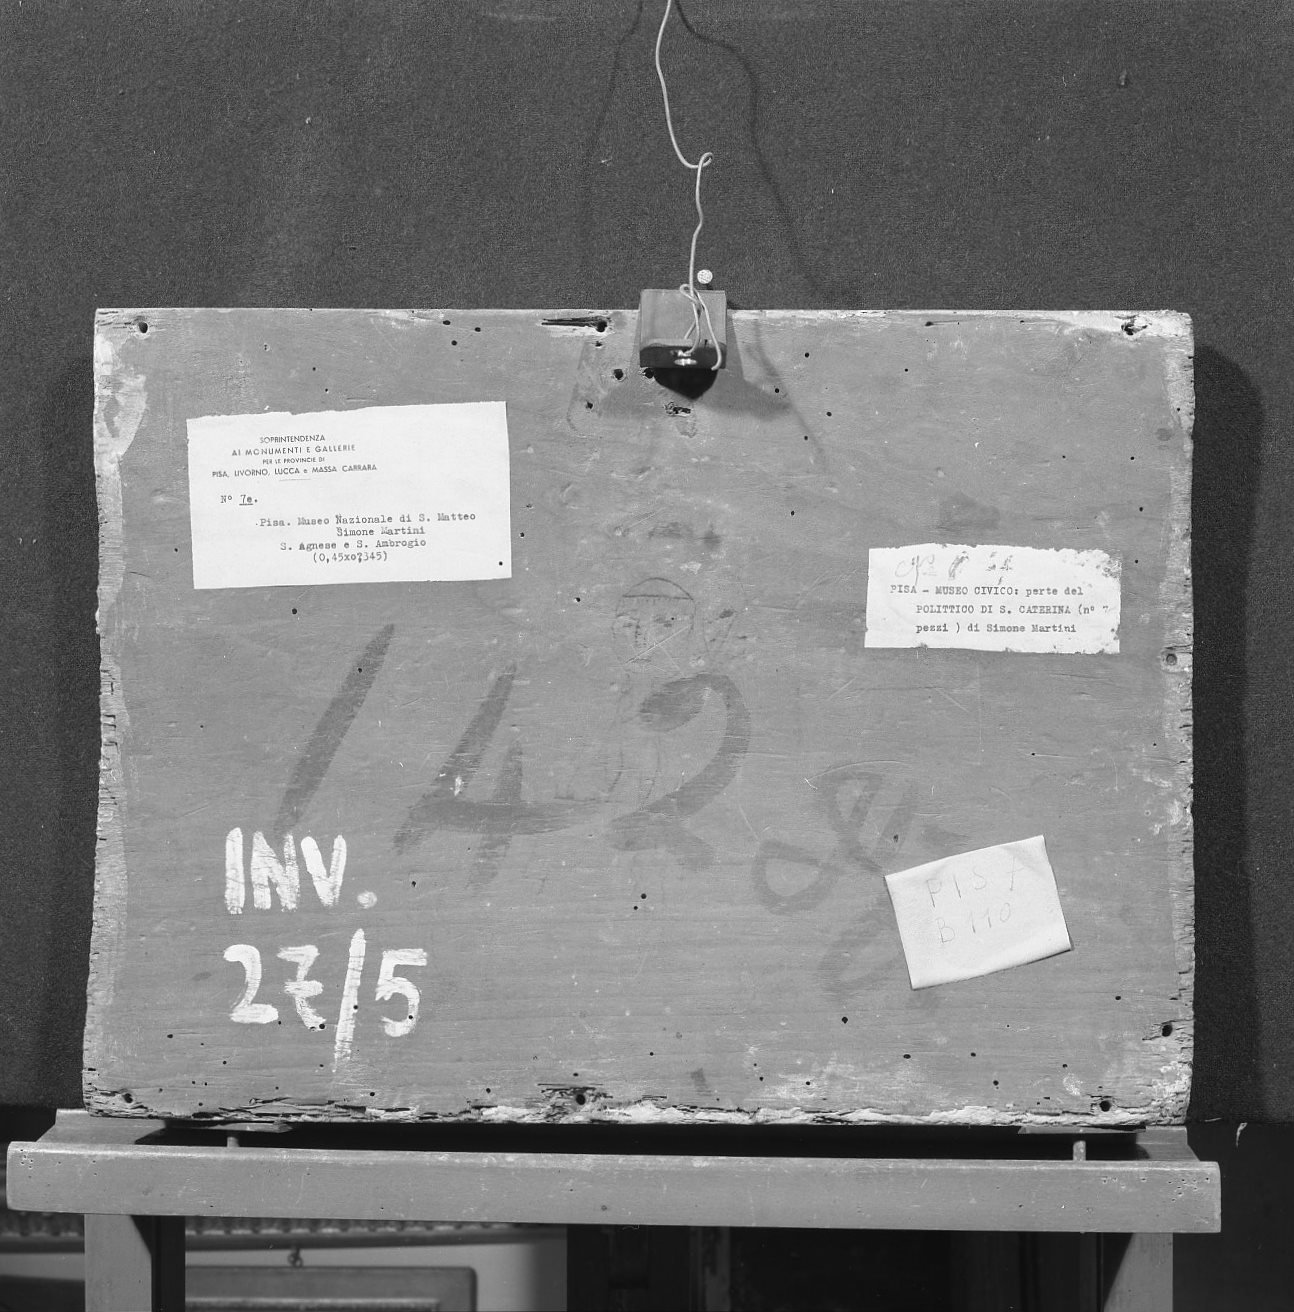 SOPRINTENDENZA
AI MONUMENTI E GALLERIE
PER LE PROVINCIE DI
PISA, LIVORNO, LUCCA e MASSA CARRARA
N° 7e.
Pisa. Museo Nazionale di S. Matteo
Simone Martini
S. Agnese e S. Ambrogio
(0,45x0,345)
PISA - MUSEO CIVICO: perte del
POLITTICO DI S. CATERINA (n° 7
pezzi ) di Simone Martini
142
INV.
27/5
PISA
B 110